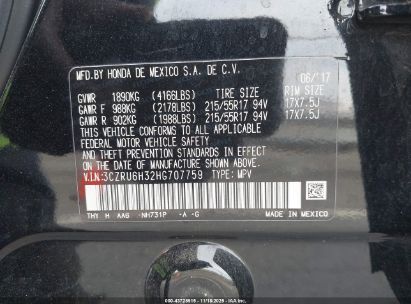 MFD.BY HONDA DE MEXICO S.A. DE C.V. 06/'17
GVWR 1890KG (4166LBS) TIRE SIZE RIM SIZE
GAWR F 988KG (2178LBS) 215/55R17 94V 17X7.5J
GAWR R 902KG (1988LBS) 215/55R17 94V 17X7.5J
THIS VEHICLE CONFORMS TO ALL APPLICABLE
FEDERAL MOTOR VEHICLE SAFETY
AND THEFT PREVENTION STANDARDS IN EFFECT
ON THE DATE OF MANUFACTURE SHOWN ABOVE.
V.I.N:3CZRU6H32HG707759 TYPE: MPV
THY H AAG NH731P -A -G MADE IN MEXICO